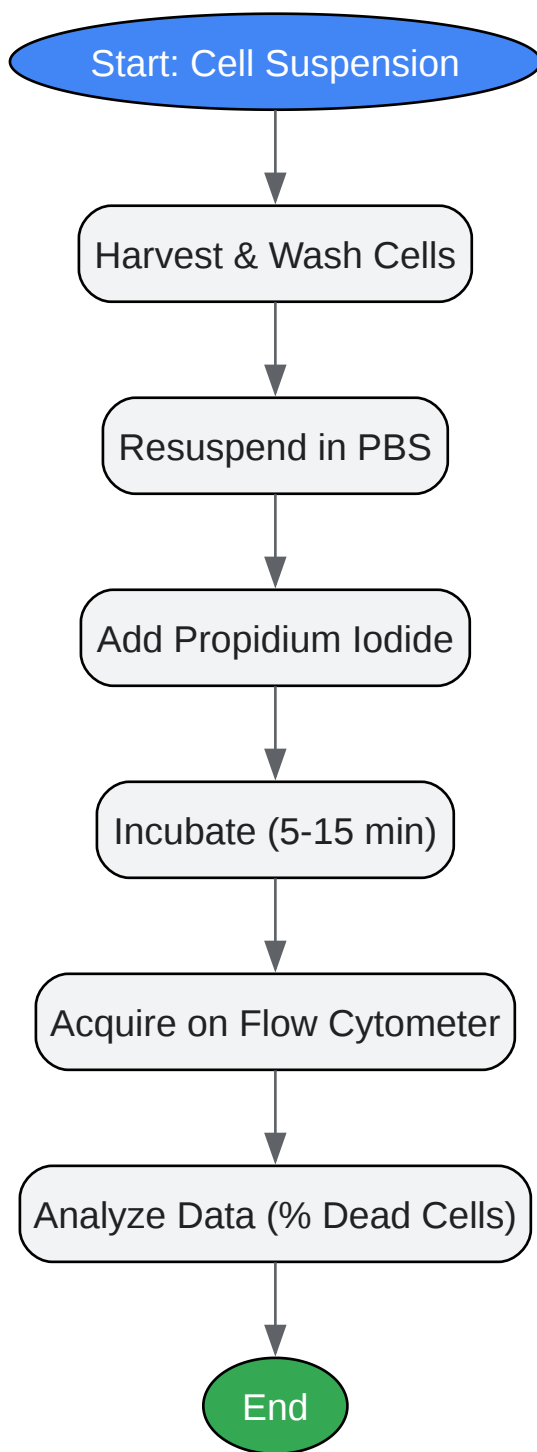 Start: Cell Suspension
Harvest & Wash Cells
Resuspend in PBS
Add Propidium Iodide
Incubate (5-15 min)
Acquire on Flow Cytometer
Analyze Data (% Dead Cells)
End